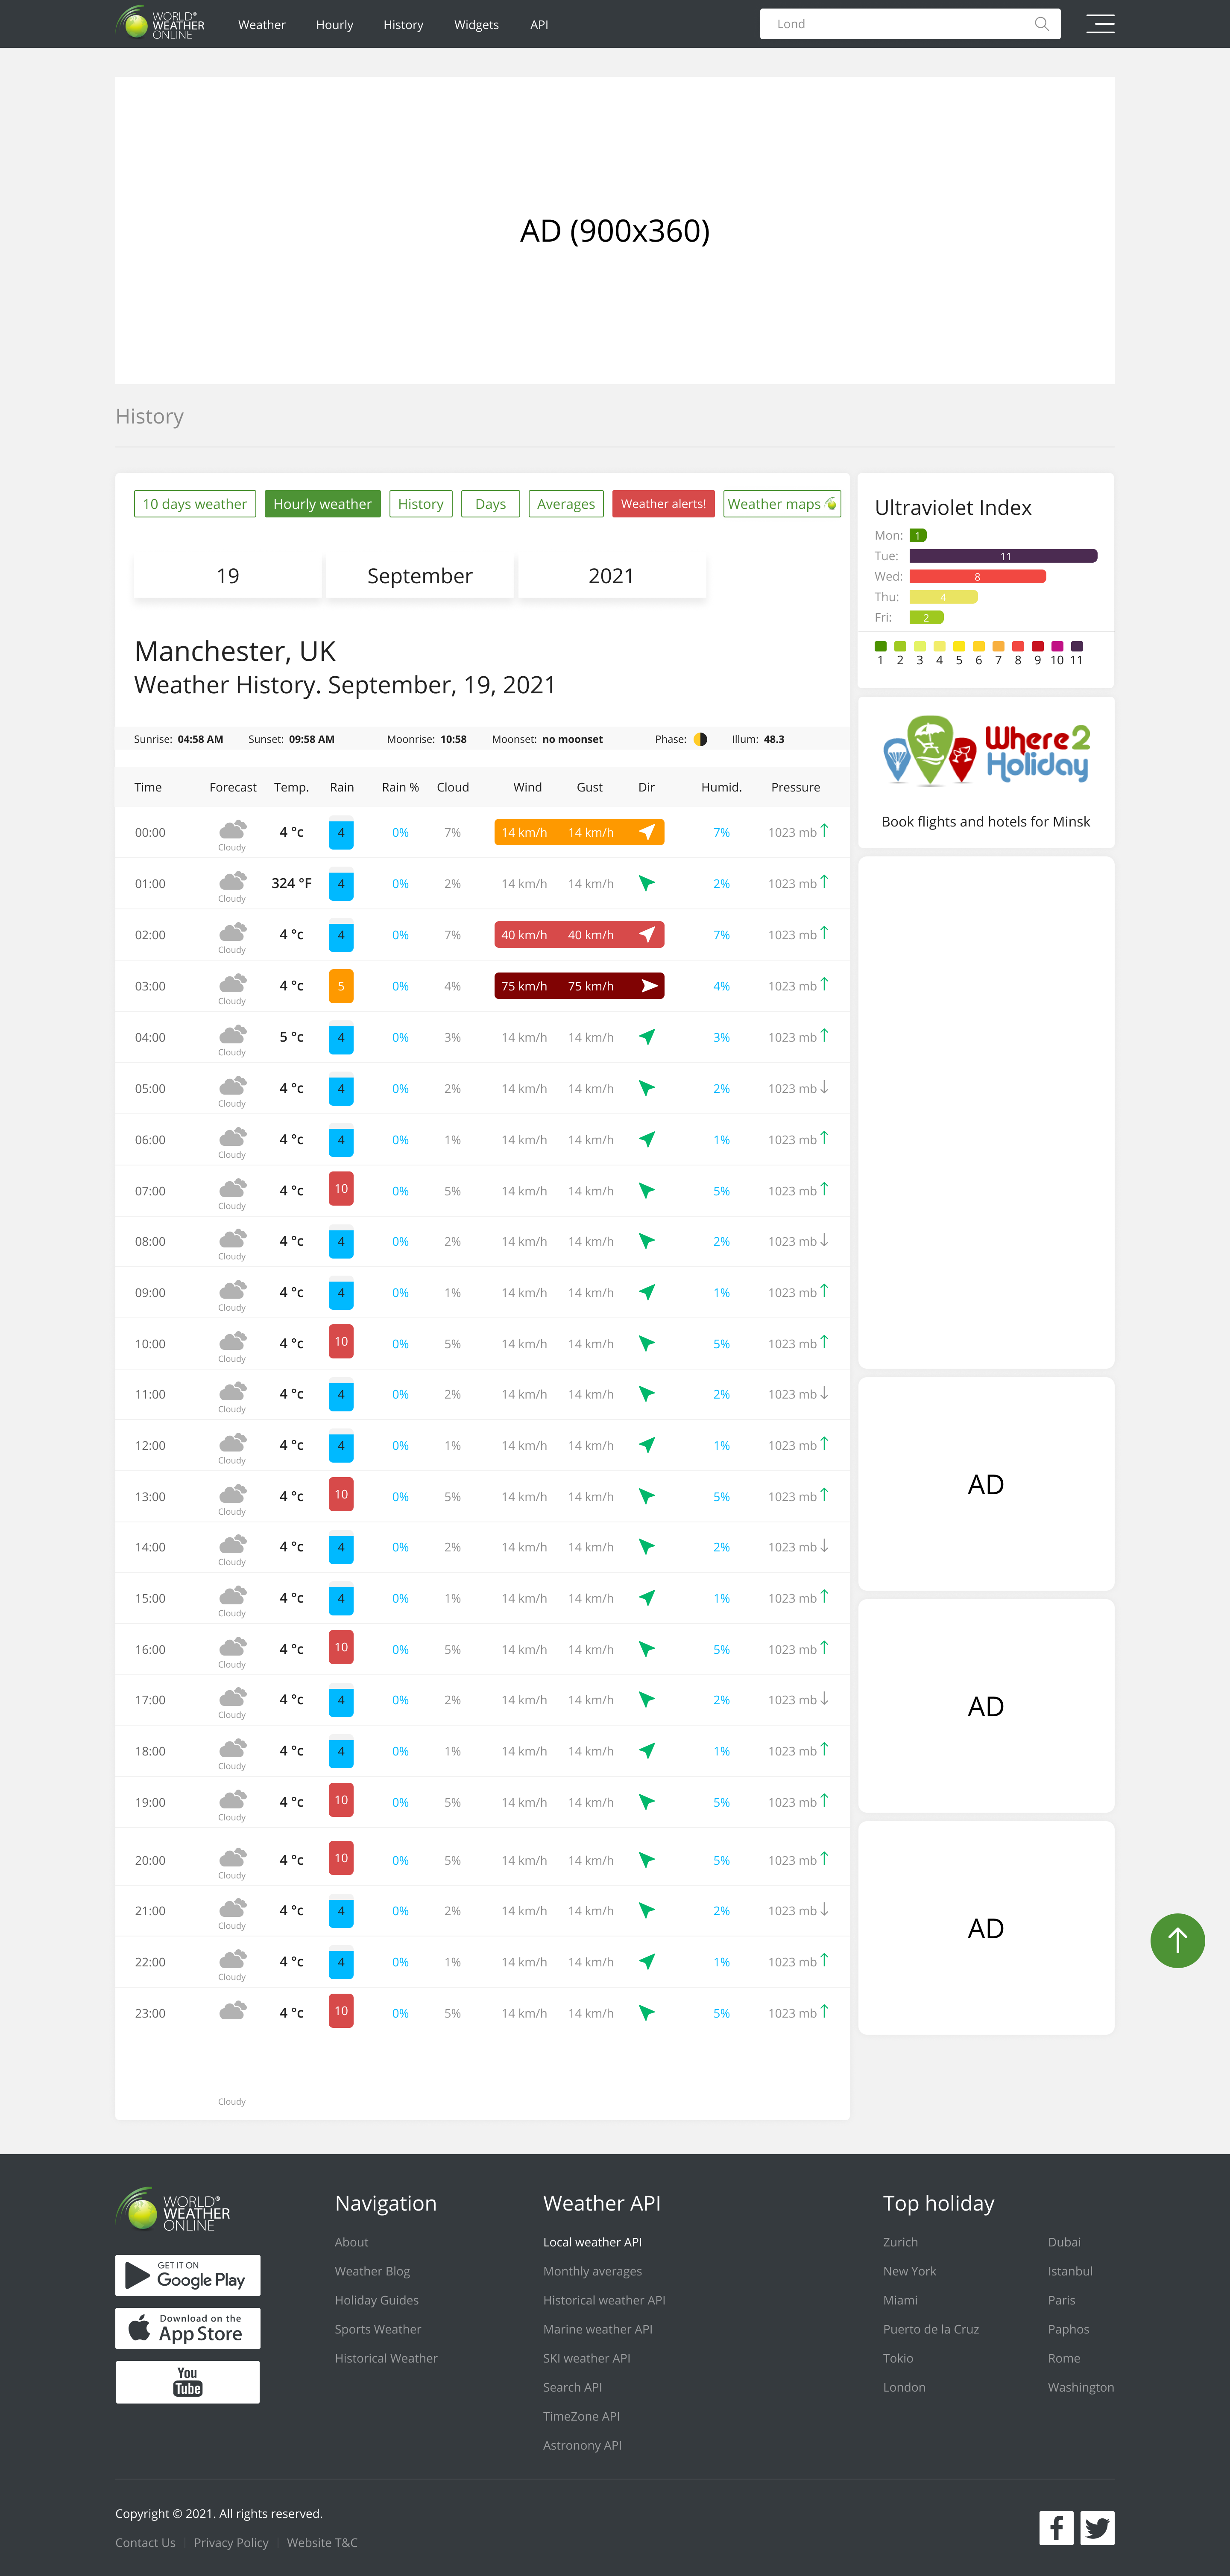 WORLD®
WEATHER
ONLINE
Weather Hourly History Widgets API
Lond
AD (900x360)
History
10 days weather Hourly weather History Days Averages Weather alerts! Weather maps
19 September 2021
Manchester, UK
Weather History. September, 19, 2021
Sunrise: 04:58 AM Sunset: 09:58 AM Moonrise: 10:58 Moonset: no moonset Phase: Illum: 48.3
Time Forecast Temp. Rain Rain % Cloud Wind Gust Dir Humid. Pressure
00:00 Cloudy 4 °c 4 0% 7% 14 km/h 14 km/h 7% 1023 mb
01:00 Cloudy 324 °F 4 0% 2% 14 km/h 14 km/h 2% 1023 mb
02:00 Cloudy 4 °c 4 0% 7% 40 km/h 40 km/h 7% 1023 mb
03:00 Cloudy 4 °c 5 0% 4% 75 km/h 75 km/h 4% 1023 mb
04:00 Cloudy 5 °c 4 0% 3% 14 km/h 14 km/h 3% 1023 mb
05:00 Cloudy 4 °c 4 0% 2% 14 km/h 14 km/h 2% 1023 mb
06:00 Cloudy 4 °c 4 0% 1% 14 km/h 14 km/h 1% 1023 mb
07:00 Cloudy 4 °c 10 0% 5% 14 km/h 14 km/h 5% 1023 mb
08:00 Cloudy 4 °c 4 0% 2% 14 km/h 14 km/h 2% 1023 mb
09:00 Cloudy 4 °c 4 0% 1% 14 km/h 14 km/h 1% 1023 mb
10:00 Cloudy 4 °c 10 0% 5% 14 km/h 14 km/h 5% 1023 mb
11:00 Cloudy 4 °c 4 0% 2% 14 km/h 14 km/h 2% 1023 mb
12:00 Cloudy 4 °c 4 0% 1% 14 km/h 14 km/h 1% 1023 mb
13:00 Cloudy 4 °c 10 0% 5% 14 km/h 14 km/h 5% 1023 mb
14:00 Cloudy 4 °c 4 0% 2% 14 km/h 14 km/h 2% 1023 mb
15:00 Cloudy 4 °c 4 0% 1% 14 km/h 14 km/h 1% 1023 mb
16:00 Cloudy 4 °c 10 0% 5% 14 km/h 14 km/h 5% 1023 mb
17:00 Cloudy 4 °c 4 0% 2% 14 km/h 14 km/h 2% 1023 mb
18:00 Cloudy 4 °c 4 0% 1% 14 km/h 14 km/h 1% 1023 mb
19:00 Cloudy 4 °c 10 0% 5% 14 km/h 14 km/h 5% 1023 mb
20:00 Cloudy 4 °c 10 0% 5% 14 km/h 14 km/h 5% 1023 mb
21:00 Cloudy 4 °c 4 0% 2% 14 km/h 14 km/h 2% 1023 mb
22:00 Cloudy 4 °c 4 0% 1% 14 km/h 14 km/h 1% 1023 mb
23:00 4 °c 10 0% 5% 14 km/h 14 km/h 5% 1023 mb
Cloudy
Ultraviolet Index
Mon: 1
Tue: 11
Wed: 8
Thu: 4
Fri: 2
1 2 3 4 5 6 7 8 9 10 11
Where2
Holiday
Book flights and hotels for Minsk
AD
AD
AD
WORLD®
WEATHER
ONLINE
GET IT ON
Google Play
Download on the
App Store
You
Tube
Navigation
About
Weather Blog
Holiday Guides
Sports Weather
Historical Weather
Weather API
Local weather API
Monthly averages
Historical weather API
Marine weather API
SKI weather API
Search API
TimeZone API
Astronony API
Top holiday
Zurich Dubai
New York Istanbul
Miami Paris
Puerto de la Cruz Paphos
Tokio Rome
London Washington
Copyright © 2021. All rights reserved.
Contact Us Privacy Policy Website T&C